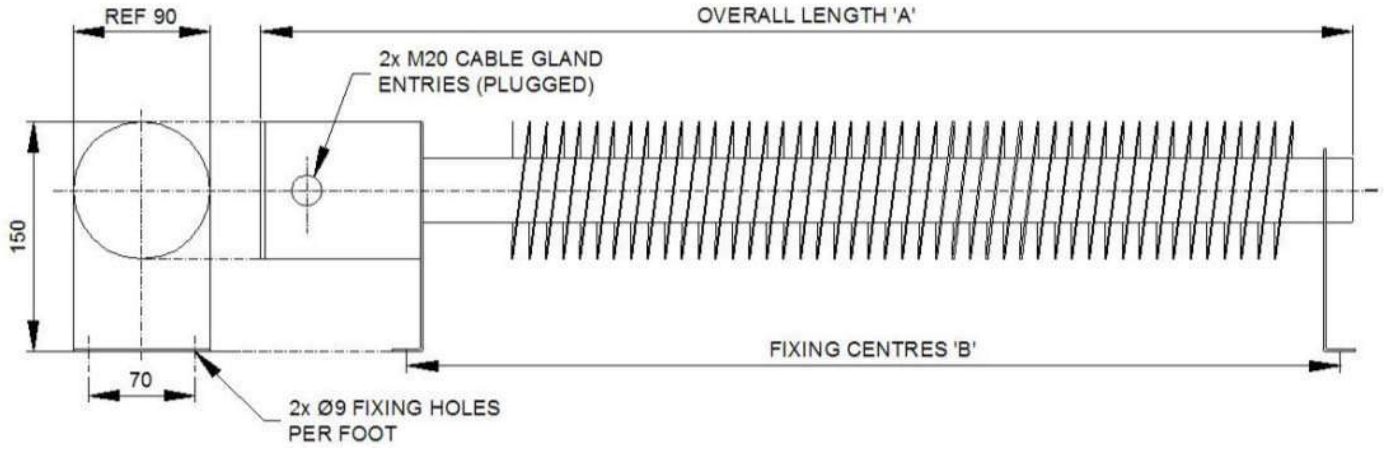 REF 90
OVERALL LENGTH 'A'
2x M20 CABLE GLAND
ENTRIES (PLUGGED)
150
FIXING CENTRES 'B'
70
2x Ø9 FIXING HOLES
PER FOOT